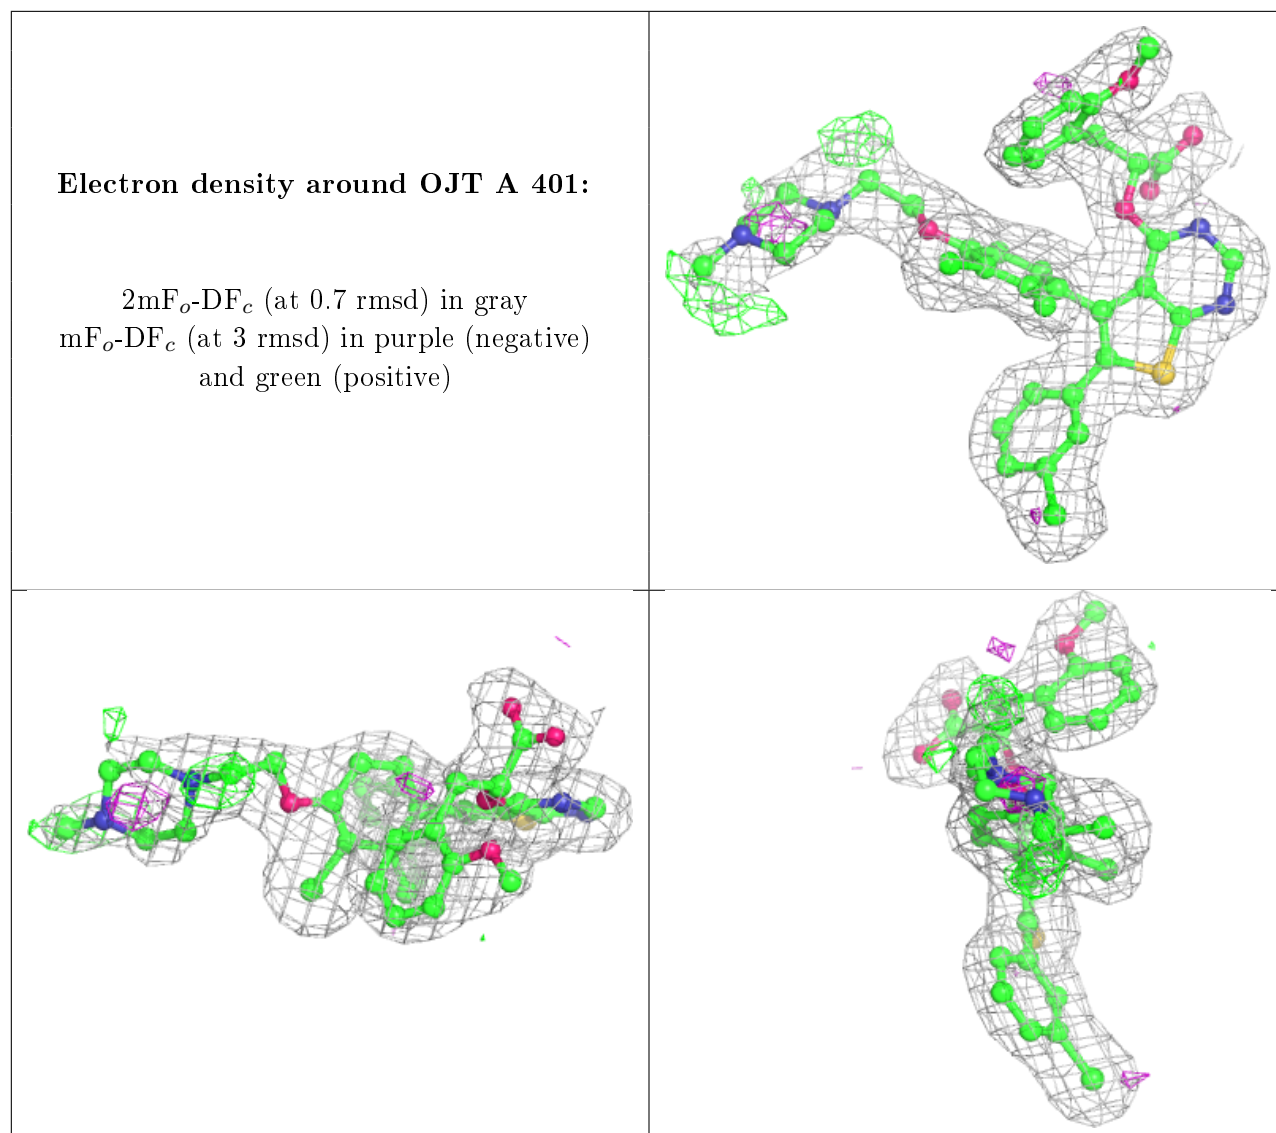 Electron density around OJT A 401:
2mFo-DFc (at 0.7 rmsd) in gray
mFo-DFc (at 3 rmsd) in purple (negative)
and green (positive)